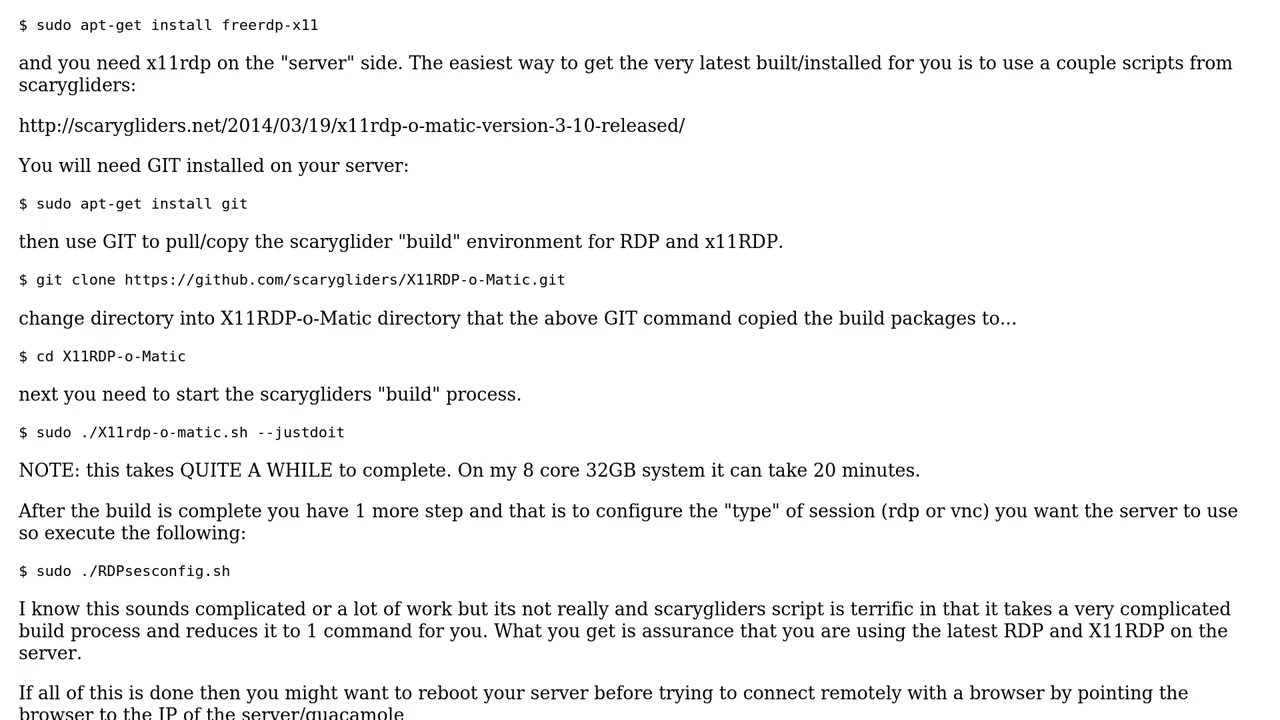 $ sudo apt-get install freerdp-x11
and you need x11rdp on the "server" side. The easiest way to get the very latest built/installed for you is to use a couple scripts from
scarygliders:
http://scarygliders.net/2014/03/19/x11rdp-o-matic-version-3-10-released/
You will need GIT installed on your server:
$ sudo apt-get install git
then use GIT to pull/copy the scaryglider "build" environment for RDP and x11RDP.
$ git clone https://github.com/scarygliders/X11RDP-o-Matic.git
change directory into X11RDP-o-Matic directory that the above GIT command copied the build packages to...
$ cd X11RDP-o-Matic
next you need to start the scarygliders "build" process.
$ sudo ./X11rdp-o-matic.sh --justdoit
NOTE: this takes QUITE A WHILE to complete. On my 8 core 32GB system it can take 20 minutes.
After the build is complete you have 1 more step and that is to configure the "type" of session (rdp or vnc) you want the server to use
so execute the following:
$ sudo ./RDPsesconfig.sh
I know this sounds complicated or a lot of work but its not really and scarygliders script is terrific in that it takes a very complicated
build process and reduces it to 1 command for you. What you get is assurance that you are using the latest RDP and X11RDP on the
server.
If all of this is done then you might want to reboot your server before trying to connect remotely with a browser by pointing the
browser to the IP of the server/guacamole